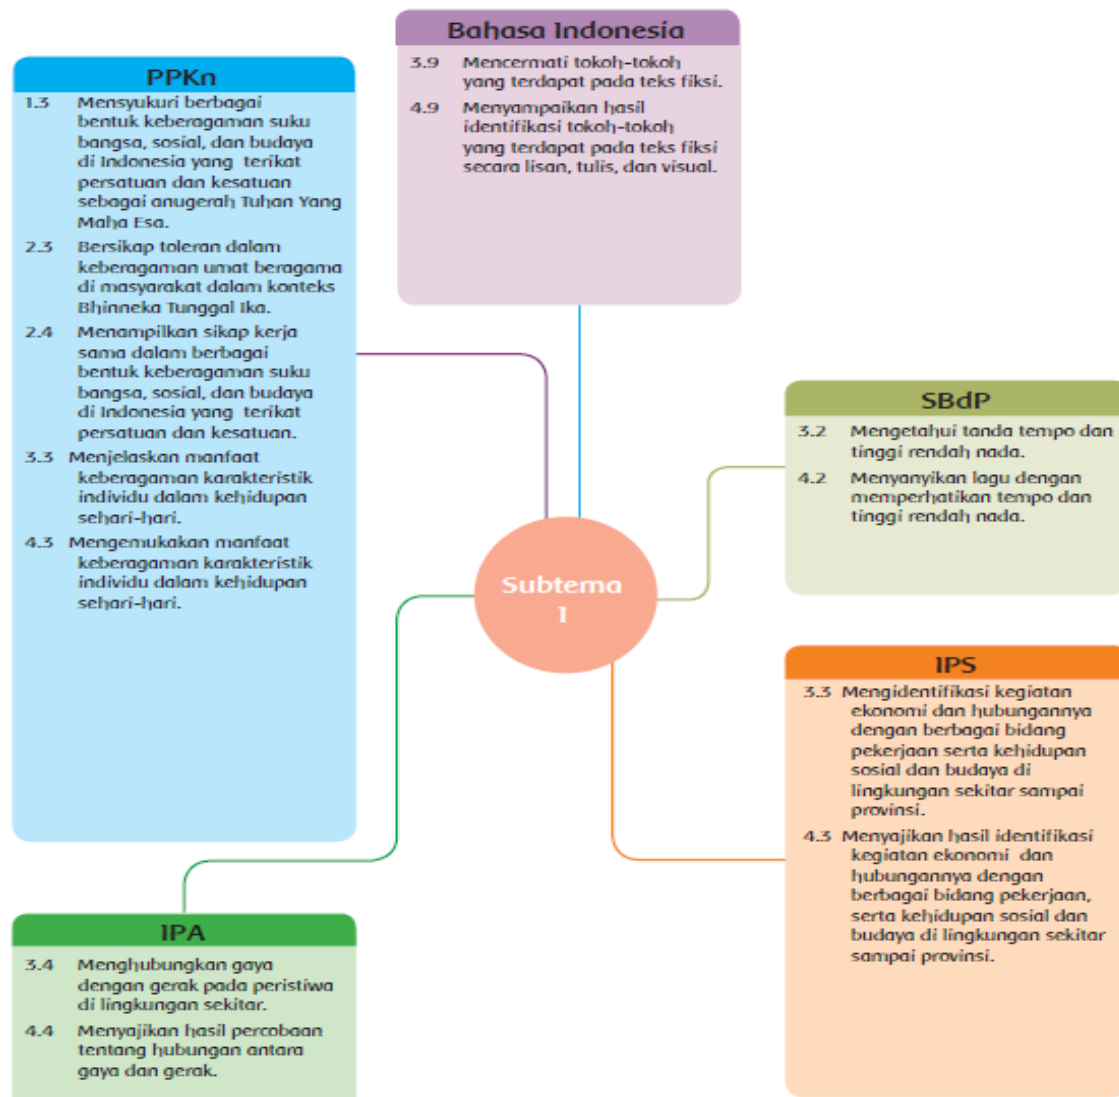 Bahasa Indonesia
3.9 Mencermati tokoh-tokoh
yang terdapat pada teks fiksi.
4.9 Menyampaikan hasil
identifikasi tokoh-tokoh
yang terdapat pada teks fiksi
secara lisan, tulis, dan visual.
PPKn
1.3 Mensyukuri berbagai
bentuk keberagaman suku
bangsa, sosial, dan budaya
di Indonesia yang terikat
persatuan dan kesatuan
sebagai anugerah Tuhan Yang
Maha Esa.
2.3 Bersikap toleran dalam
keberagaman umat beragama
di masyarakat dalam konteks
Bhinneka Tunggal Ika.
2.4 Menampilkan sikap kerja
sama dalam berbagai
bentuk keberagaman suku
bangsa, sosial, dan budaya
di Indonesia yang terikat
persatuan dan kesatuan.
3.3 Menjelaskan manfaat
keberagaman karakteristik
individu dalam kehidupan
sehari-hari.
4.3 Mengemukakan manfaat
keberagaman karakteristik
individu dalam kehidupan
sehari-hari.
SBdP
3.2 Mengetahui tanda tempo dan
tinggi rendah nada.
4.2 Menyanyikan lagu dengan
memperhatikan tempo dan
tinggi rendah nada.
Subtema
1
IPS
3.3 Mengidentifikasi kegiatan
ekonomi dan hubungannya
dengan berbagai bidang
pekerjaan serta kehidupan
sosial dan budaya di
lingkungan sekitar sampai
provinsi.
4.3 Menyajikan hasil identifikasi
kegiatan ekonomi dan
hubungannya dengan
berbagai bidang pekerjaan,
serta kehidupan sosial dan
budaya di lingkungan sekitar
sampai provinsi.
IPA
3.4 Menghubungkan gaya
dengan gerak pada peristiwa
di lingkungan sekitar.
4.4 Menyajikan hasil percobaan
tentang hubungan antara
gaya dan gerak.